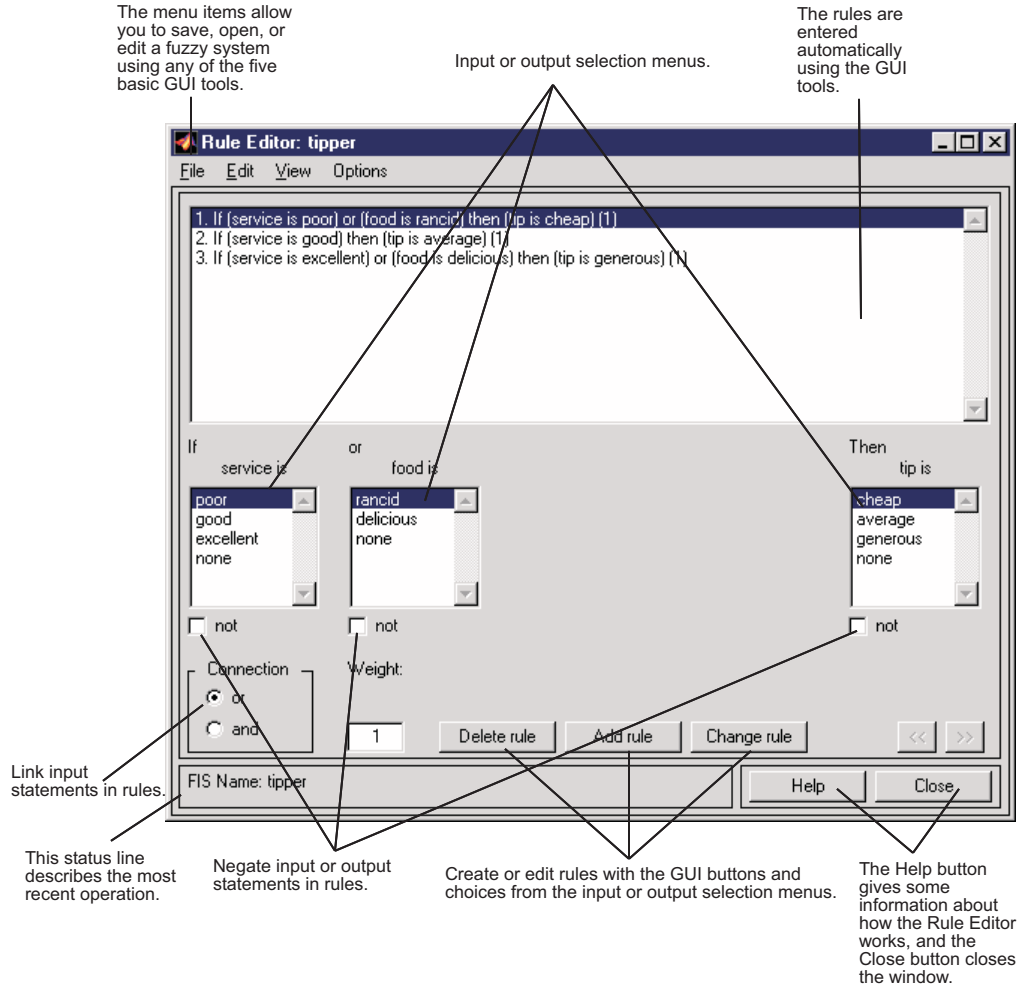 The menu items allow
you to save, open, or
edit a fuzzy system
using any of the five
basic GUI tools.
Input or output selection menus.
The rules are
entered
automatically
using the GUI
tools.
Rule Editor: tipper
File Edit View Options
1. If (service is poor) or (food is rancid) then (tip is cheap) (1)
2. If (service is good) then (tip is average) (1)
3. If (service is excellent) or (food is delicious) then (tip is generous) (1)
If
service is
poor
good
excellent
none
not
or
food is
rancid
delicious
none
not
Then
tip is
cheap
average
generous
none
not
Connection
or
and
Weight:
1
Delete rule
Add rule
Change rule
<<
>>
FIS Name: tipper
Help
Close
Link input
statements in rules.
This status line
describes the most
recent operation.
Negate input or output
statements in rules.
Create or edit rules with the GUI buttons and
choices from the input or output selection menus.
The Help button
gives some
information about
how the Rule Editor
works, and the
Close button closes
the window.